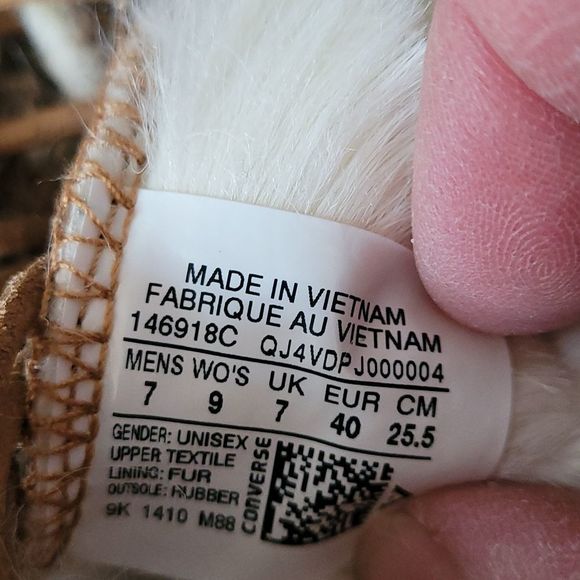 MADE IN VIETNAM
FABRIQUE AU VIETNAM
146918C QJ4VDPJ000004
MENS WO'S UK EUR CM
7 9 7 40 25.5
GENDER: UNISEX
UPPER TEXTILE
LINING: FUR
OUTSOLE: RUBBER
9K 1410 M88
CONVERSE